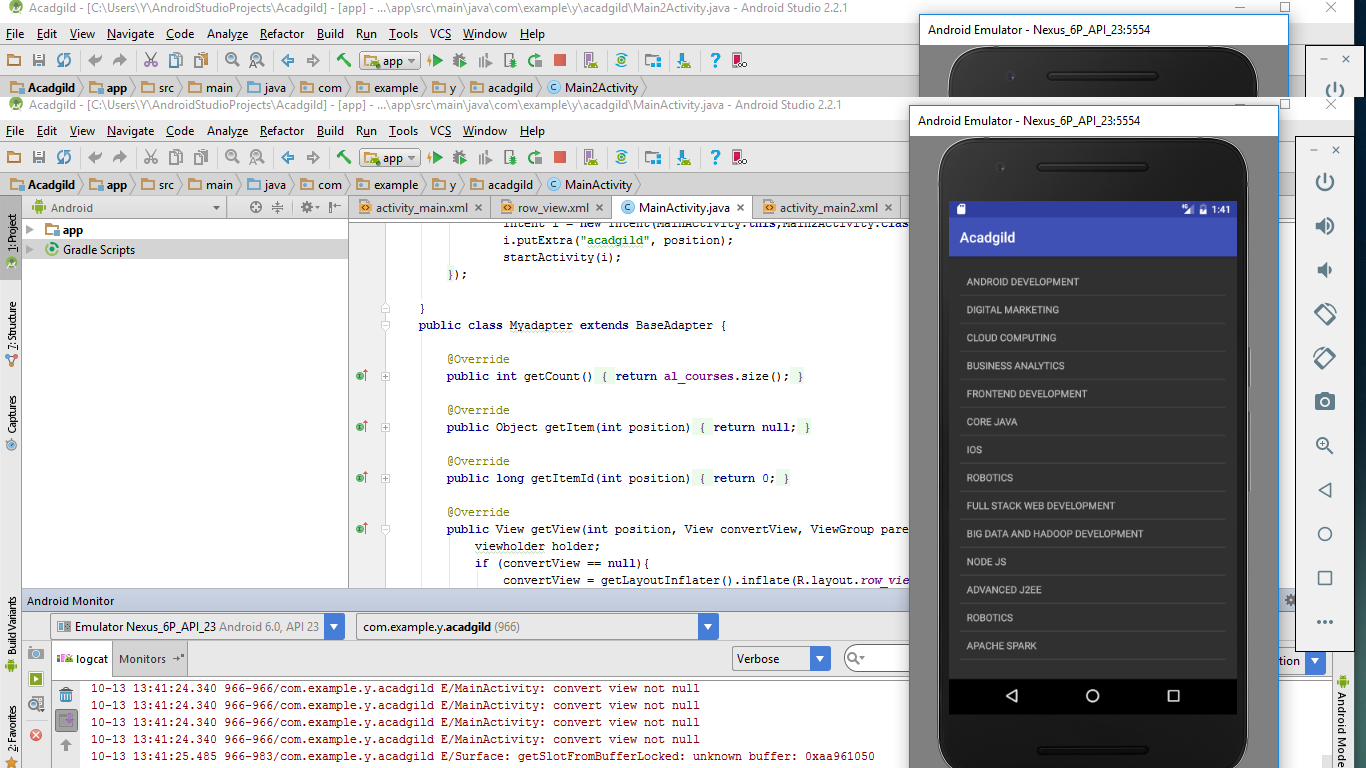 Acadgild - [C:\Users\Y\AndroidStudioProjects\Acadgild] - [app] - ...\app\src\main\java\com\example\y\acadgild\Main2Activity.java - Android Studio 2.2.1
File Edit View Navigate Code Analyze Refactor Build Run Tools VCS Window Help
Android Emulator - Nexus_6P_API_23:5554
app
Acadgild app src main java com example y acadgild Main2Activity
Acadgild - [C:\Users\Y\AndroidStudioProjects\Acadgild] - [app] - ...\app\src\main\java\com\example\y\acadgild\MainActivity.java - Android Studio 2.2.1
Android Emulator - Nexus_6P_API_23:5554
File Edit View Navigate Code Analyze Refactor Build Run Tools VCS Window Help
app
Acadgild app src main java com example y acadgild MainActivity
Android
activity_main.xml row_view.xml MainActivity.java activity_main2.xml
1: Project
7: Structure
Captures
Build Variants
2: Favorites
app
Gradle Scripts
Intent i = new Intent(MainActivity.this,Main2Activity.clas
i.putExtra("acadgild", position);
startActivity(i);
});
}
public class Myadapter extends BaseAdapter {
@Override
public int getCount() { return al_courses.size(); }
@Override
public Object getItem(int position) { return null; }
@Override
public long getItemId(int position) { return 0; }
@Override
public View getView(int position, View convertView, ViewGroup pare
viewholder holder;
if (convertView == null){
convertView = getLayoutInflater().inflate(R.layout.row_vie
1:41
Acadgild
ANDROID DEVELOPMENT
DIGITAL MARKETING
CLOUD COMPUTING
BUSINESS ANALYTICS
FRONTEND DEVELOPMENT
CORE JAVA
IOS
ROBOTICS
FULL STACK WEB DEVELOPMENT
BIG DATA AND HADOOP DEVELOPMENT
NODE JS
ADVANCED J2EE
ROBOTICS
APACHE SPARK
Android Monitor
Emulator Nexus_6P_API_23 Android 6.0, API 23
com.example.y.acadgild (966)
logcat Monitors
Verbose
tion
Android Mode
10-13 13:41:24.340 966-966/com.example.y.acadgild E/MainActivity: convert view not null
10-13 13:41:24.340 966-966/com.example.y.acadgild E/MainActivity: convert view not null
10-13 13:41:24.340 966-966/com.example.y.acadgild E/MainActivity: convert view not null
10-13 13:41:24.340 966-966/com.example.y.acadgild E/MainActivity: convert view not null
10-13 13:41:25.485 966-983/com.example.y.acadgild E/Surface: getSlotFromBufferLocked: unknown buffer: 0xaa961050